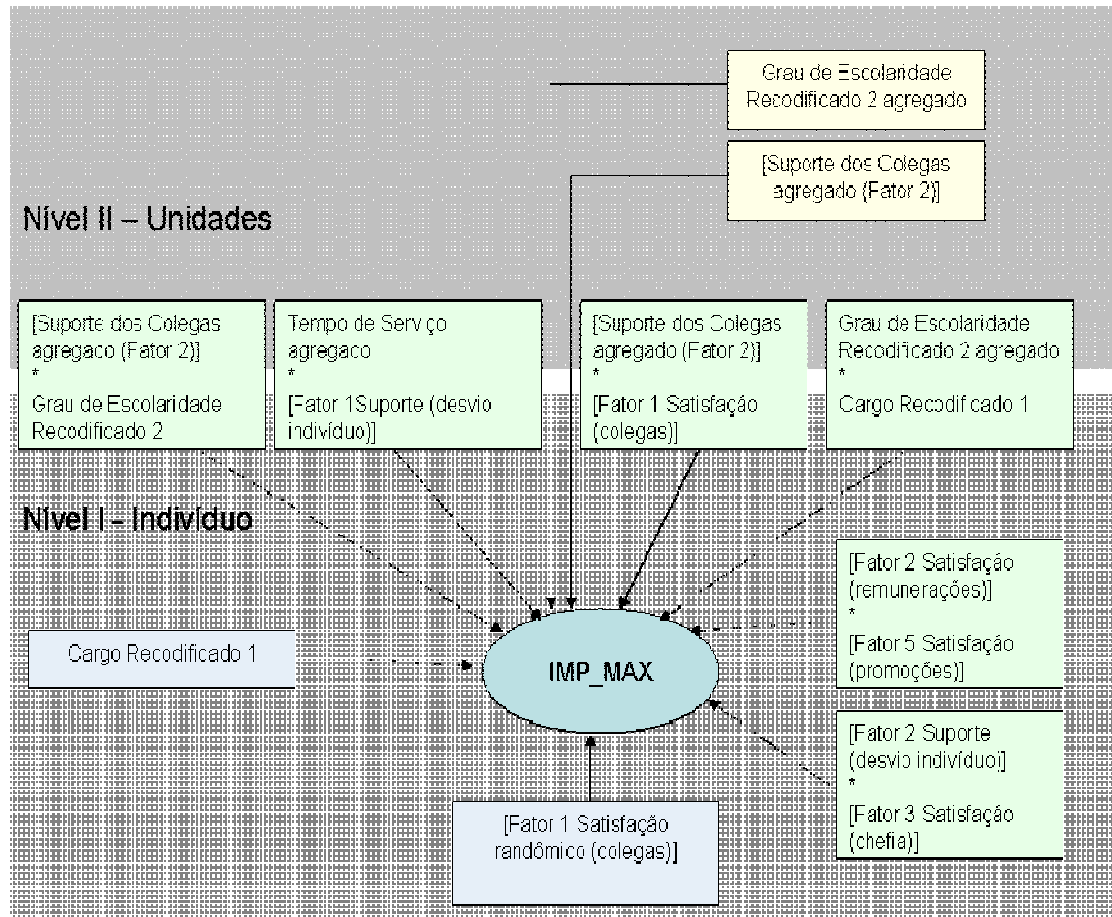 Grau de Escolaridade
Recodificado 2 agregado
[Suporte dos Colegas
agregado (Fator 2)]
Nível II – Unidades
[Suporte dos Colegas
agregaco (Fator 2)]
*
Grau de Escolaridade
Recodificado 2
Tempo de Serviço
agregaco
*
[Fator 1Suporte (desvio
indivíduo)]
[Suporte dos Colegas
agregado (Fator 2)]
*
[Fator 1 Satisfação
(colegas)]
Grau de Escolaridade
Recodificado 2 agregado
*
Cargo Recodificado 1
Nível I - Indivíduo
[Fator 2 Satisfação
(remunerações)]
*
[Fator 5 Satisfação
(promoções)]
Cargo Recodificado 1
IMP_MAX
[Fator 2 Suporte
(desvio indivíduo)]
*
[Fator 3 Satisfação
(chefia)]
[Fator 1 Satisfação
randômico (colegas)]